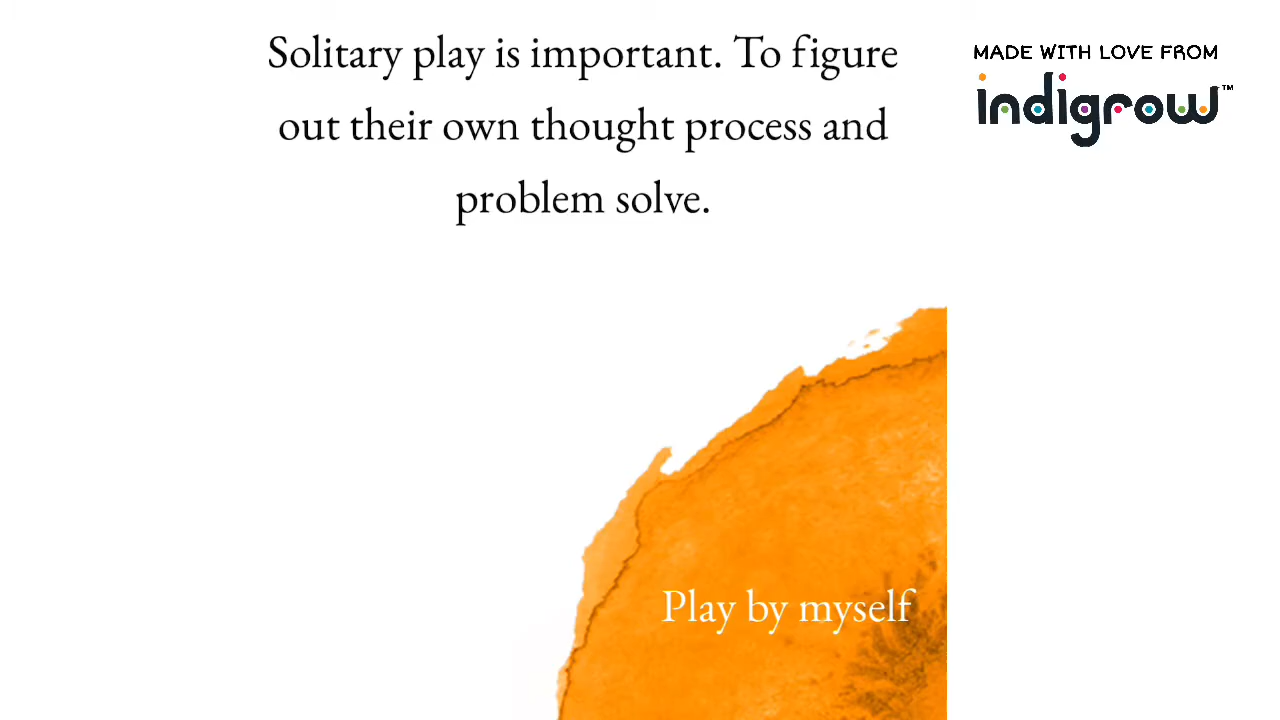 Solitary play is important. To figure
out their own thought process and
problem solve.
MADE WITH LOVE FROM
indigrow™
Play by myself